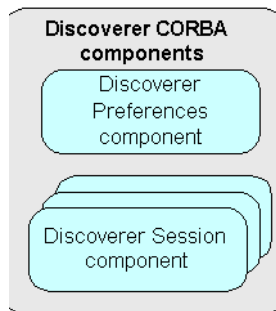 Discoverer CORBA
components
Discoverer
Preferences
component
Discoverer Session
component